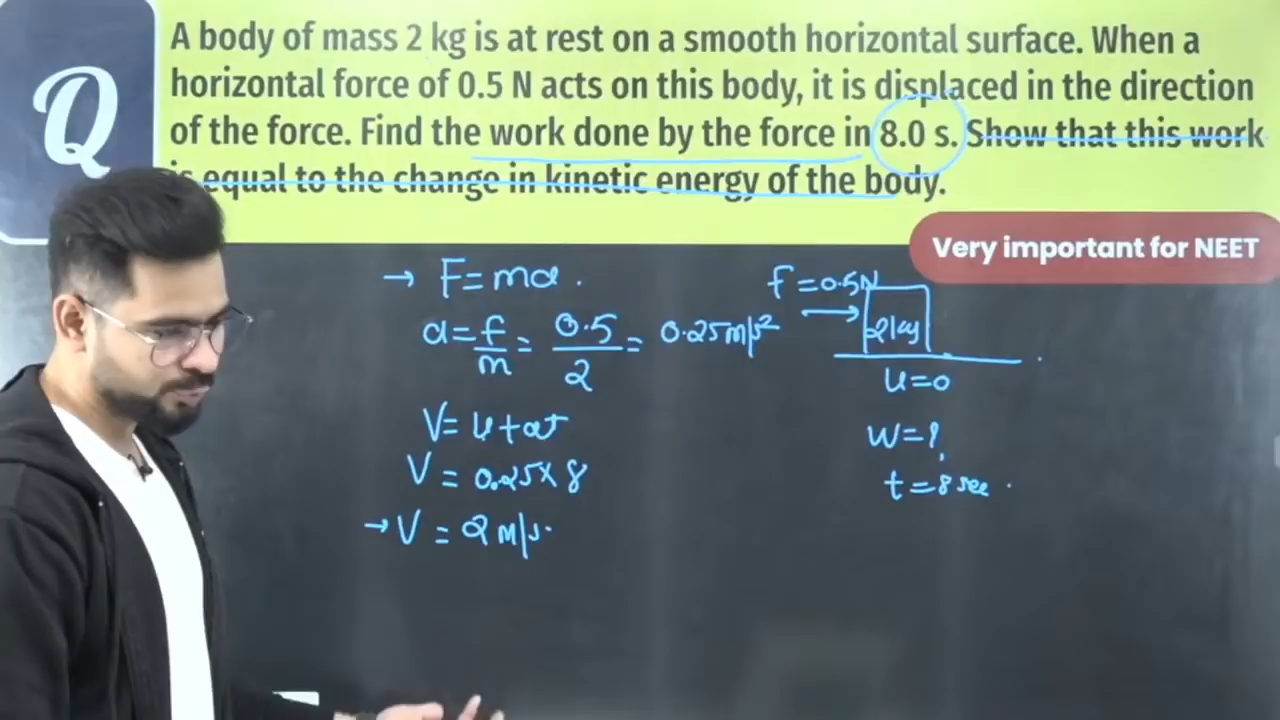 Q
A body of mass 2 kg is at rest on a smooth horizontal surface. When a
horizontal force of 0.5 N acts on this body, it is displaced in the direction
of the force. Find the work done by the force in 8.0 s. Show that this work
is equal to the change in kinetic energy of the body.
Very important for NEET
→ F=ma.
a=f/m = 0.5/2 = 0.25m/s²
V= u+at
V = 0.25×8
→ V = 2 m/s.
f=0.5N
2kg
u=0
W=?
t=8 sec.